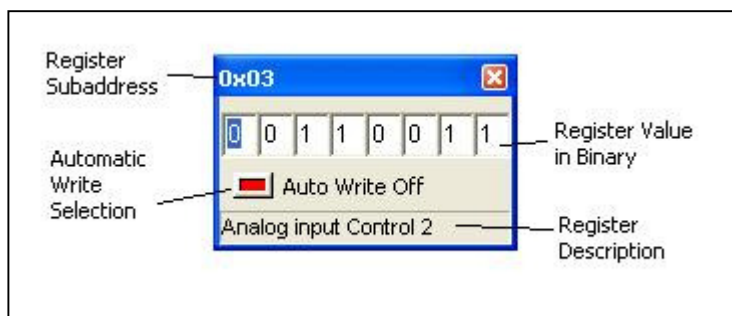 Register
Subaddress
0x03
0 0 1 1 0 0 1 1
Register Value
in Binary
Automatic
Write
Selection
Auto Write Off
Analog input Control 2
Register
Description